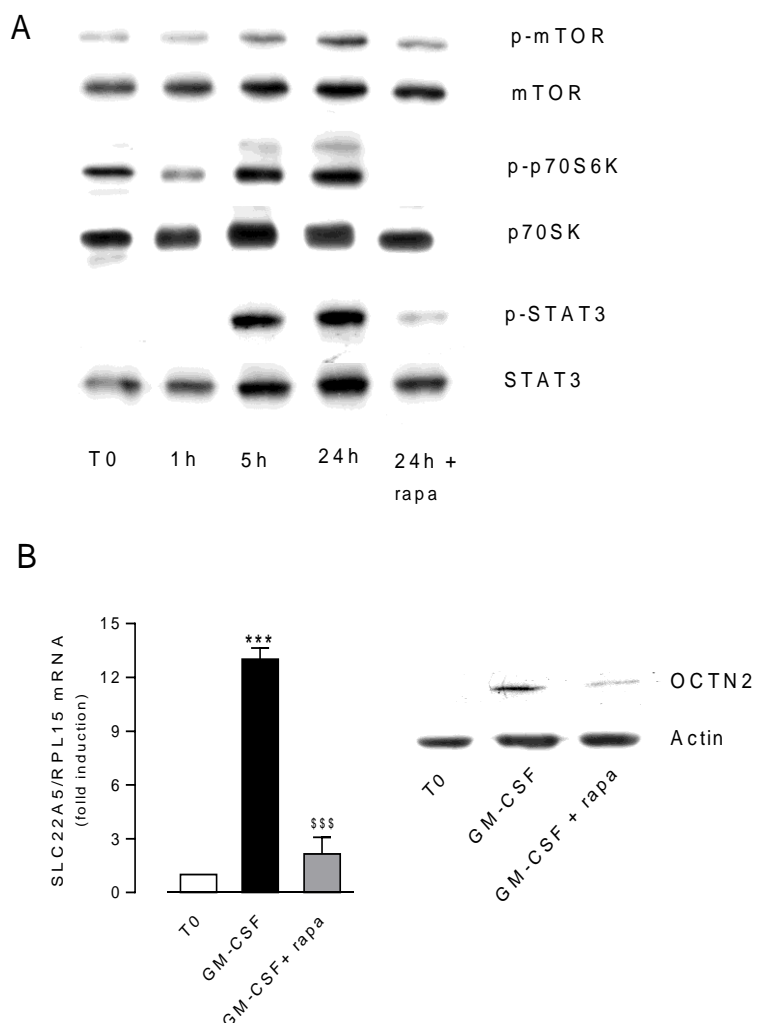 A
p-mTOR
mTOR
p-p70S6K
p70SK
p-STAT3
STAT3
T0 1h 5h 24h 24h +
rapa
B
SLC22A5/RPL15 mRNA
(fold induction)
15
12
9
6
3
0
***
$$$
T0
GM-CSF
GM-CSF+ rapa
OCTN2
Actin
T0
GM-CSF
GM-CSF + rapa